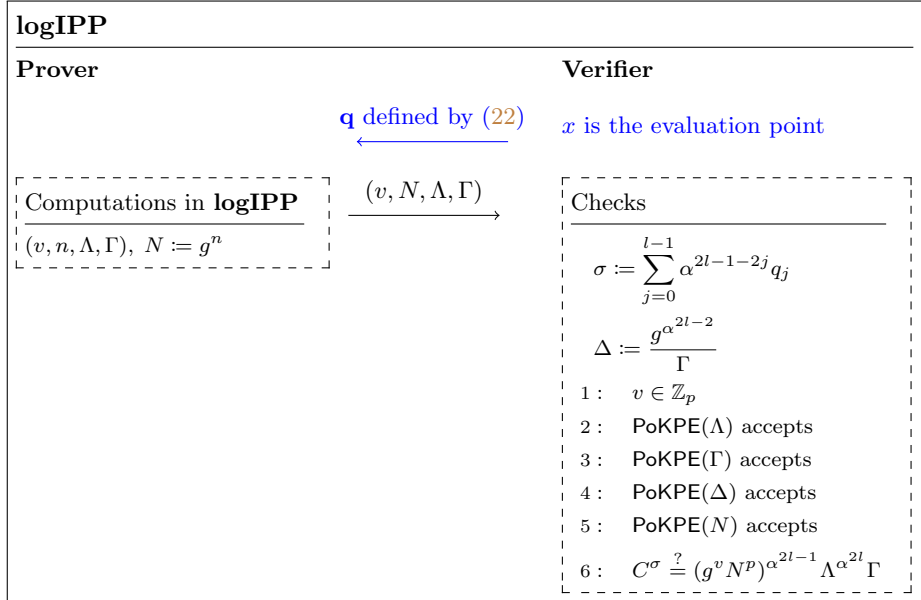 logIPP
Prover Verifier
q defined by (22)
x is the evaluation point
Computations in logIPP
(v, n, Λ, Γ), N ≔ gⁿ
(v, N, Λ, Γ)
Checks
σ ≔ ∑_{j=0}^{l−1} α^{2l−1−2j} q_j
Δ ≔ g^{α^{2l−2}} / Γ
1 : v ∈ ℤ_p
2 : PoKPE(Λ) accepts
3 : PoKPE(Γ) accepts
4 : PoKPE(Δ) accepts
5 : PoKPE(N) accepts
6 : C^σ ≟ (g^v N^p)^{α^{2l−1}} Λ^{α^{2l}} Γ